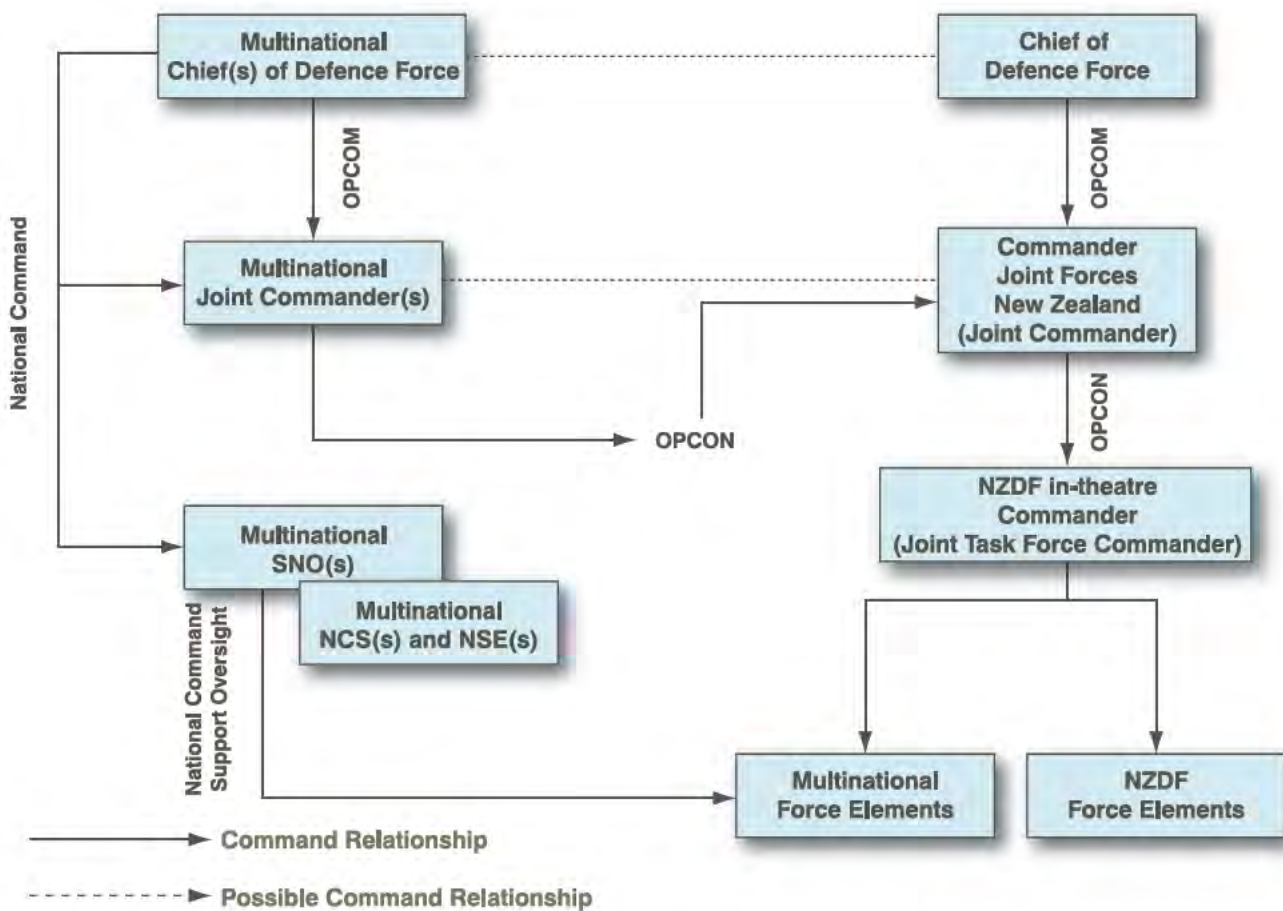 Multinational
Chief(s) of Defence Force
Chief of
Defence Force
OPCOM
OPCOM
National Command
Multinational
Joint Commander(s)
Commander
Joint Forces
New Zealand
(Joint Commander)
OPCON
OPCON
NZDF in-theatre
Commander
(Joint Task Force Commander)
Multinational
SNO(s)
Multinational
NCS(s) and NSE(s)
National Command
Support Oversight
Multinational
Force Elements
NZDF
Force Elements
Command Relationship
Possible Command Relationship